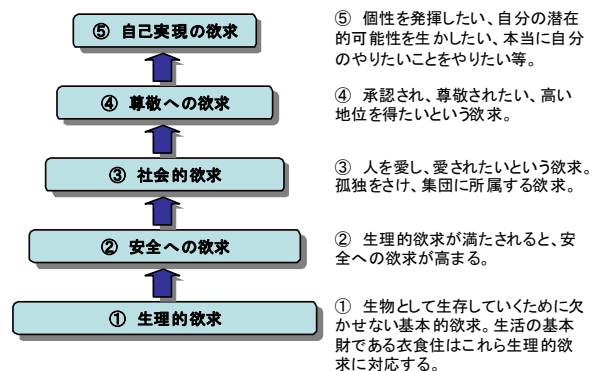 ⑤ 自己実現の欲求
⑤ 個性を発揮したい、自分の潜在
的可能性を生かしたい、本当に自分
のやりたいことをやりたい等。
④ 尊敬への欲求
④ 承認され、尊敬されたい、高い
地位を得たいという欲求。
③ 社会的欲求
③ 人を愛し、愛されたいという欲求。
孤独をさけ、集団に所属する欲求。
② 安全への欲求
② 生理的欲求が満たされると、安
全への欲求が高まる。
① 生理的欲求
① 生物として生存していくために欠
かせない基本的欲求。生活の基本
財である衣食住はこれら生理的欲
求に対応する。